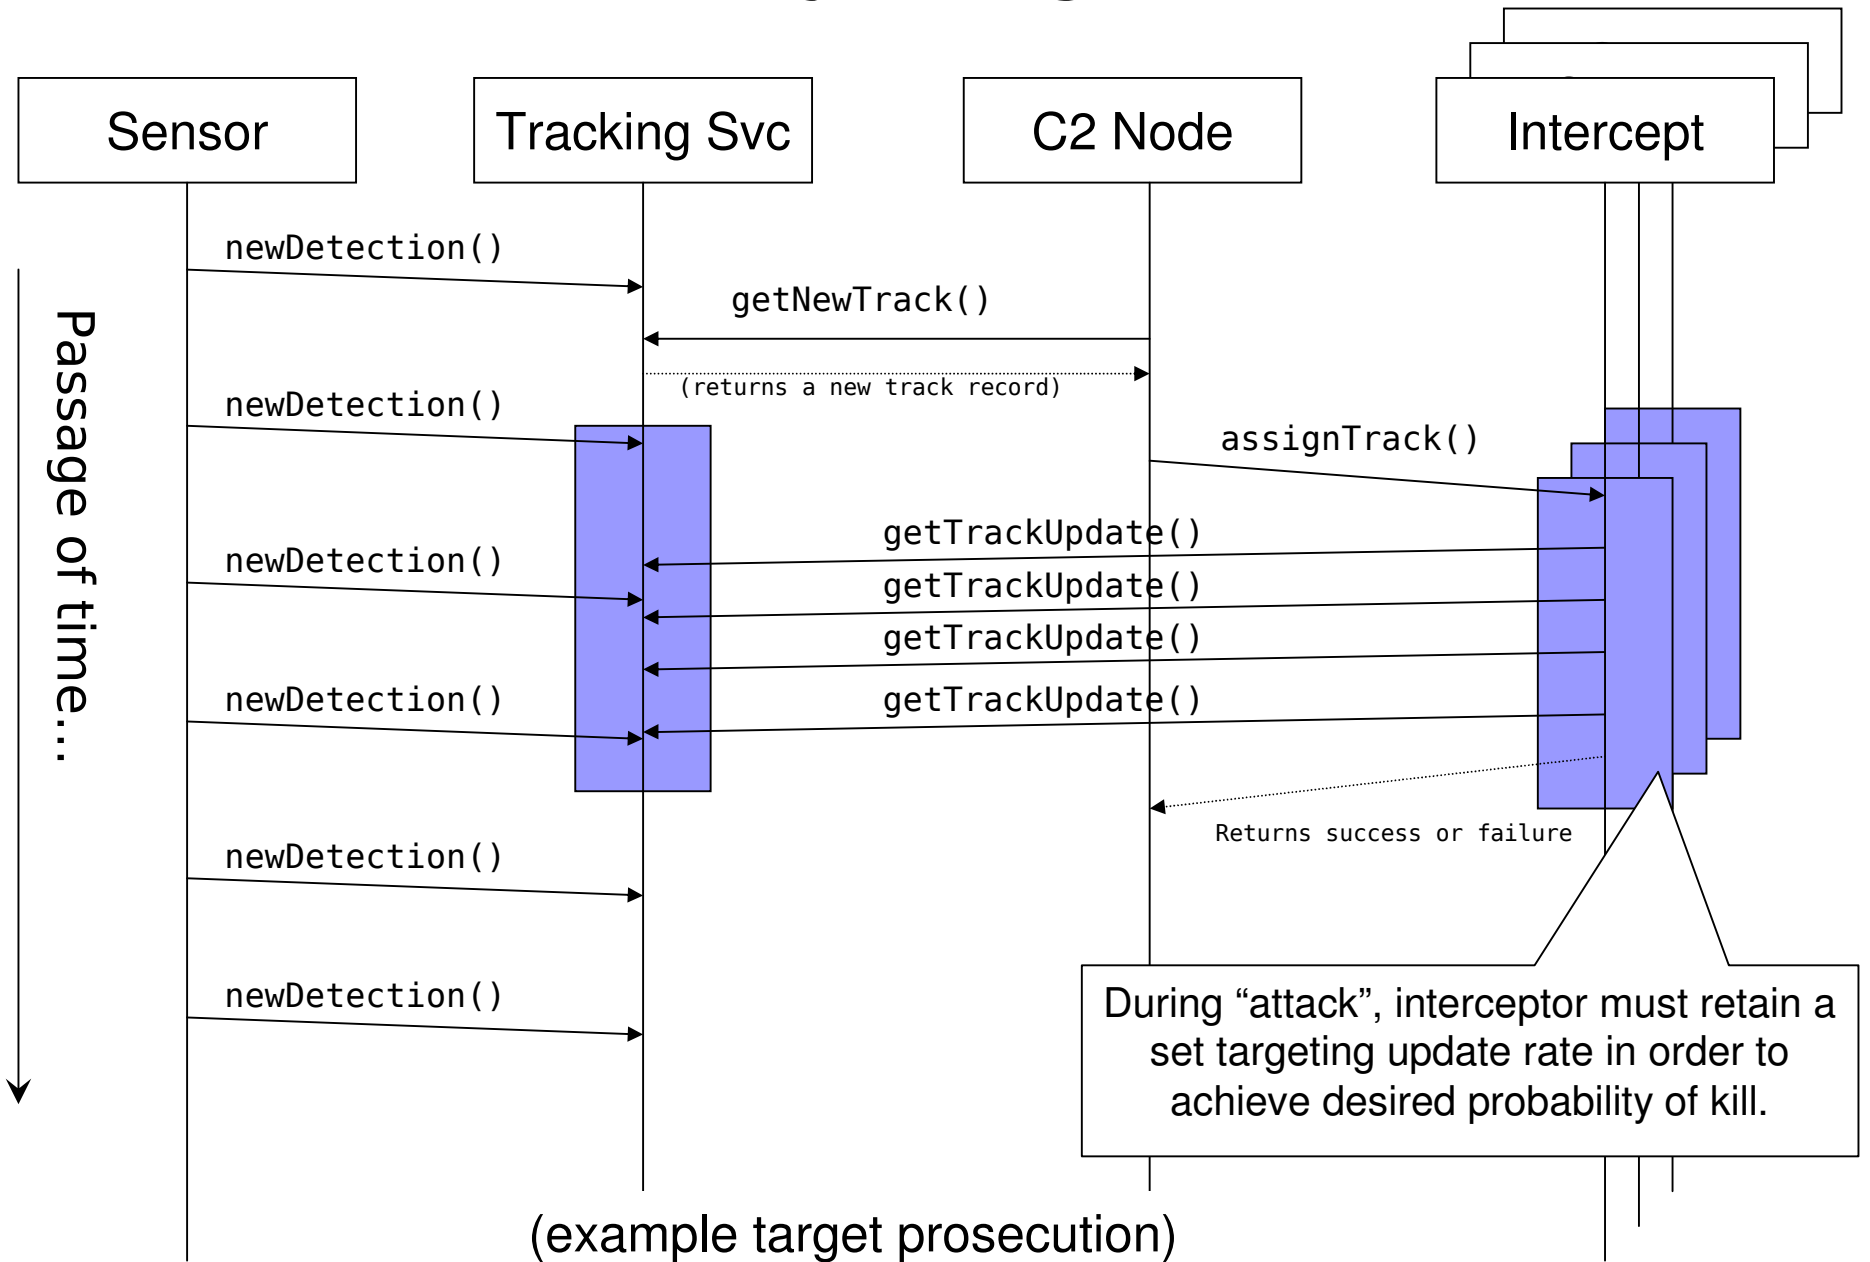 Sensor
Tracking Svc
C2 Node
Intercept
newDetection()
getNewTrack()
(returns a new track record)
newDetection()
assignTrack()
getTrackUpdate()
newDetection()
getTrackUpdate()
getTrackUpdate()
newDetection()
getTrackUpdate()
Returns success or failure
newDetection()
newDetection()
Passage of time...
During “attack”, interceptor must retain a
set targeting update rate in order to
achieve desired probability of kill.
(example target prosecution)